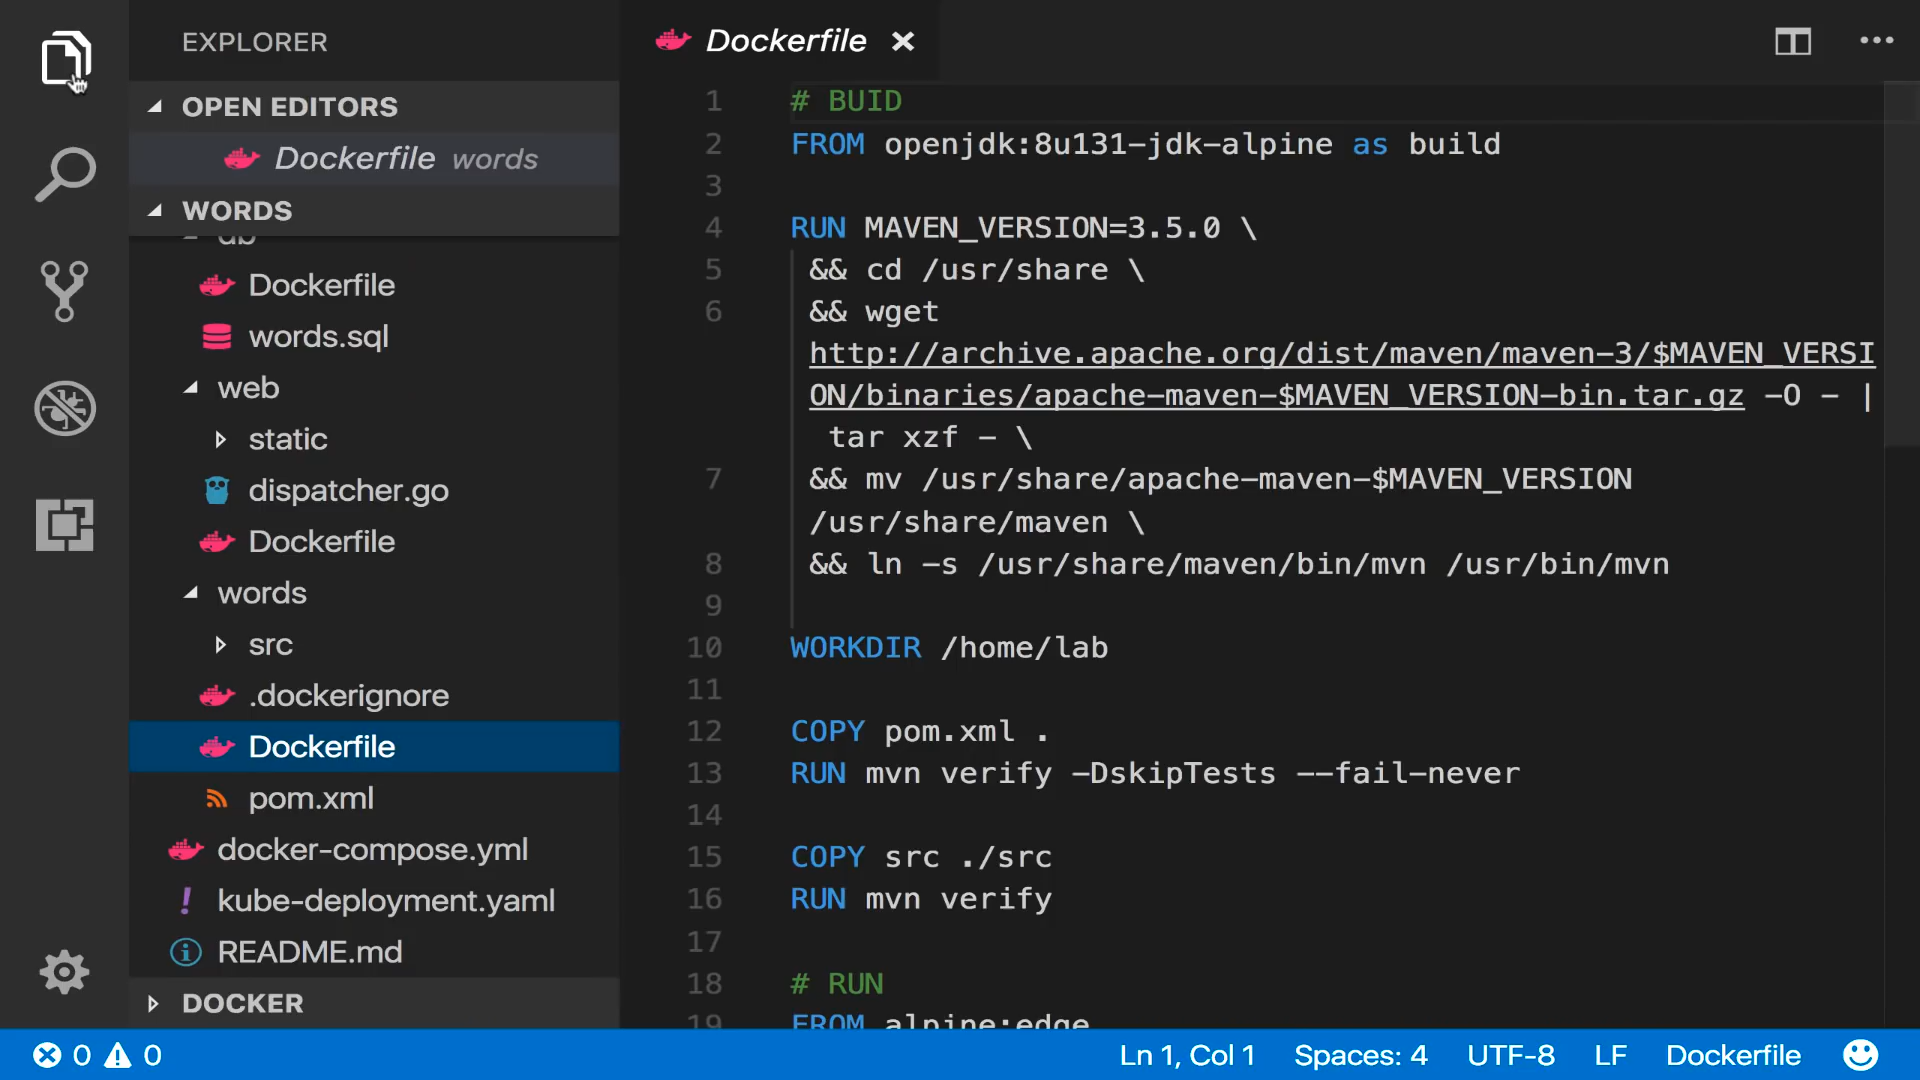 EXPLORER
OPEN EDITORS
Dockerfile words
WORDS
db
Dockerfile
words.sql
web
static
dispatcher.go
Dockerfile
words
src
.dockerignore
Dockerfile
pom.xml
docker-compose.yml
kube-deployment.yaml
README.md
DOCKER
Dockerfile
1 # BUID
2 FROM openjdk:8u131-jdk-alpine as build
3
4 RUN MAVEN_VERSION=3.5.0 \
5 && cd /usr/share \
6 && wget
http://archive.apache.org/dist/maven/maven-3/$MAVEN_VERSI
ON/binaries/apache-maven-$MAVEN_VERSION-bin.tar.gz -O - |
tar xzf - \
7 && mv /usr/share/apache-maven-$MAVEN_VERSION
/usr/share/maven \
8 && ln -s /usr/share/maven/bin/mvn /usr/bin/mvn
9
10 WORKDIR /home/lab
11
12 COPY pom.xml .
13 RUN mvn verify -DskipTests --fail-never
14
15 COPY src ./src
16 RUN mvn verify
17
18 # RUN
19 FROM alpine:edge
0 0
Ln 1, Col 1 Spaces: 4 UTF-8 LF Dockerfile